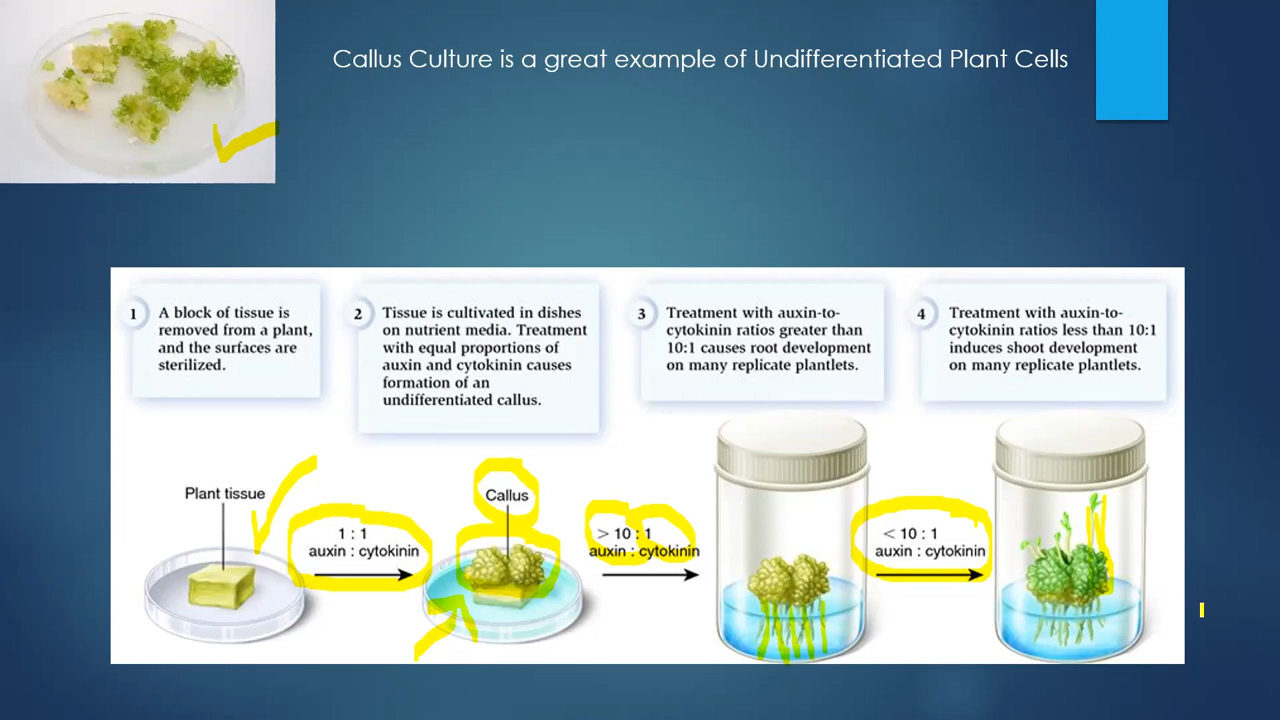 Callus Culture is a great example of Undifferentiated Plant Cells
1
A block of tissue is
removed from a plant,
and the surfaces are
sterilized.
2
Tissue is cultivated in dishes
on nutrient media. Treatment
with equal proportions of
auxin and cytokinin causes
formation of an
undifferentiated callus.
3
Treatment with auxin-to-
cytokinin ratios greater than
10:1 causes root development
on many replicate plantlets.
4
Treatment with auxin-to-
cytokinin ratios less than 10:1
induces shoot development
on many replicate plantlets.
Plant tissue
1 : 1
auxin : cytokinin
Callus
> 10 : 1
auxin : cytokinin
< 10 : 1
auxin : cytokinin